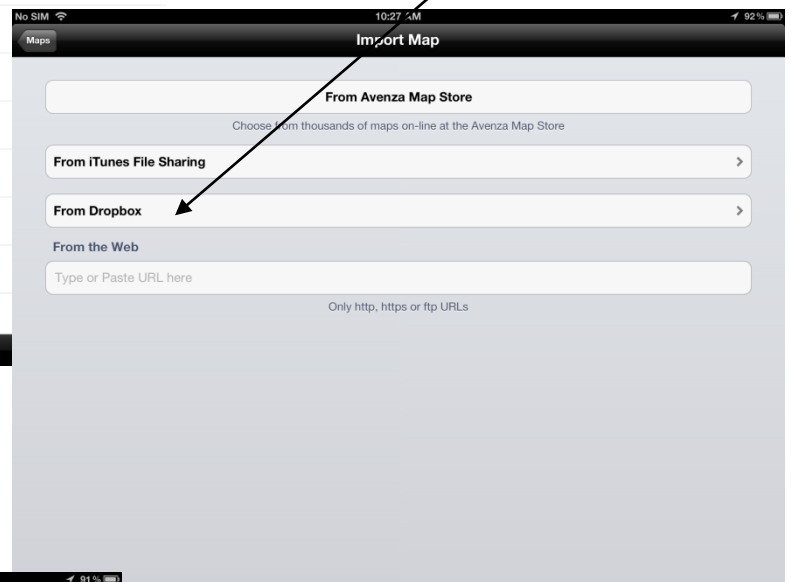 No SIM 10:27 AM 92%
Maps Import Map
From Avenza Map Store
Choose from thousands of maps on-line at the Avenza Map Store
From iTunes File Sharing
From Dropbox
From the Web
Type or Paste URL here
Only http, https or ftp URLs
91%